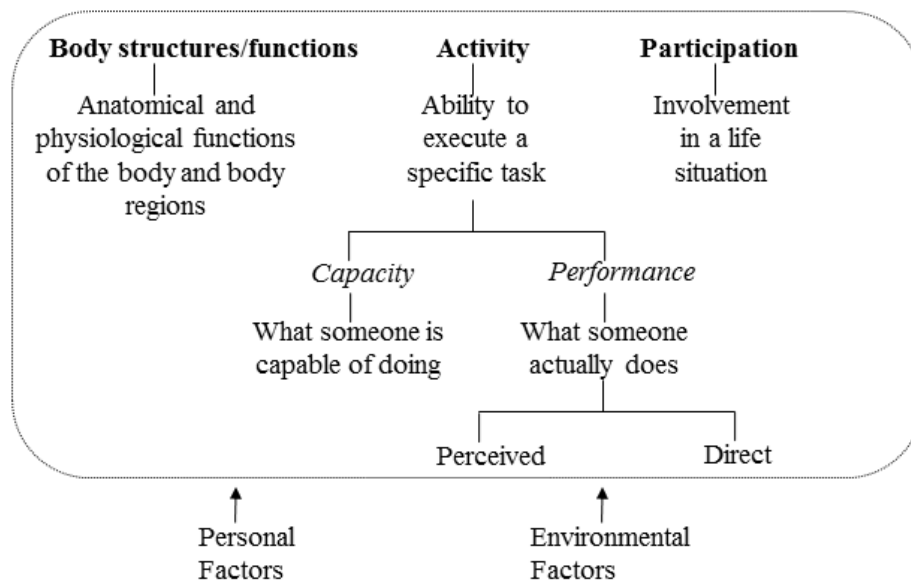 Body structures/functions
Anatomical and
physiological functions
of the body and body
regions
Activity
Ability to
execute a
specific task
Participation
Involvement
in a life
situation
Capacity
What someone is
capable of doing
Performance
What someone
actually does
Perceived
Direct
Personal
Factors
Environmental
Factors